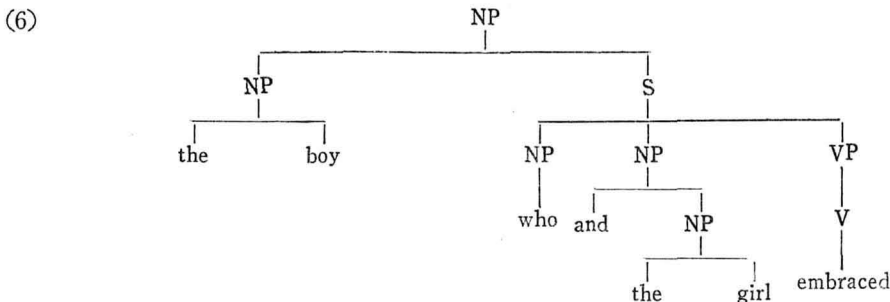 (6) NP
NP S
the boy NP NP VP
who and NP V
the girl embraced